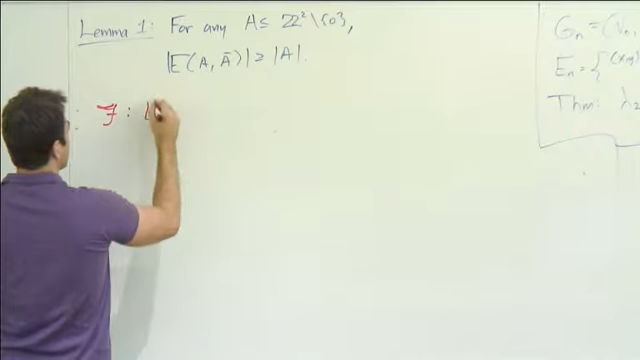 Lemma 1: For any A ⊆ ℤ² \ {0},
|E(A, Ā)| ≥ |A|.
Gₙ = (Vₙ,
Eₙ = {(x,y)
Thm: λ₂